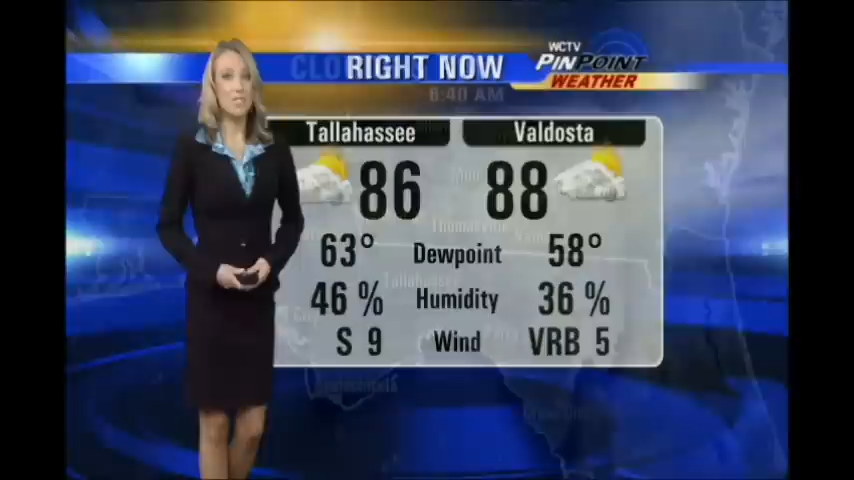 RIGHT NOW
WCTV
PINPOINT
WEATHER
6:40 AM
Tallahassee Valdosta
86 88
63° Dewpoint 58°
46 % Humidity 36 %
S 9 Wind VRB 5
Tallahassee